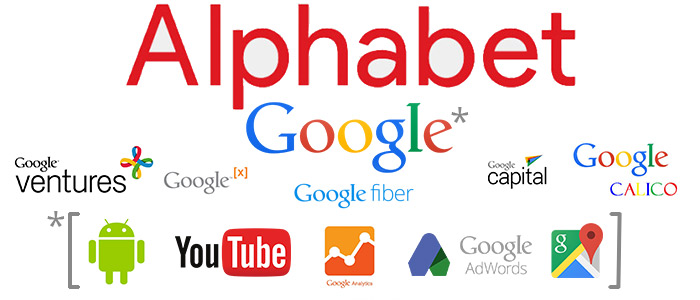 Alphabet
Google*
Google ventures
Google [x]
Google fiber
Google capital
Google CALICO
*[
YouTube
Google Analytics
Google AdWords
g
]